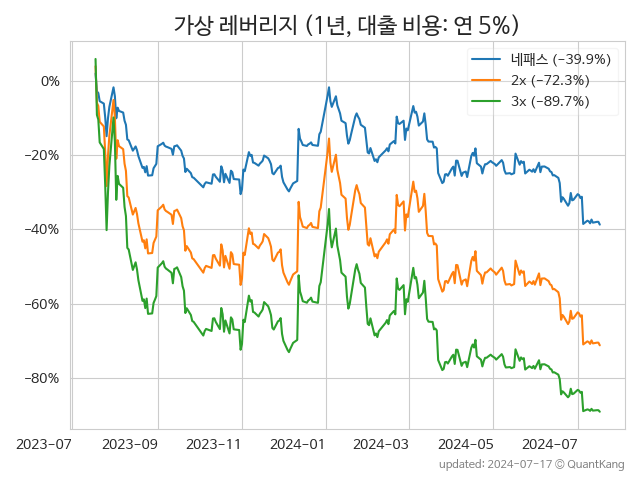 가상 레버리지 (1년, 대출 비용: 연 5%)
네패스 (−39.9%)
2x (−72.3%)
3x (−89.7%)
0%
−20%
−40%
−60%
−80%
2023-07 2023-09 2023-11 2024-01 2024-03 2024-05 2024-07
updated: 2024-07-17 © QuantKang